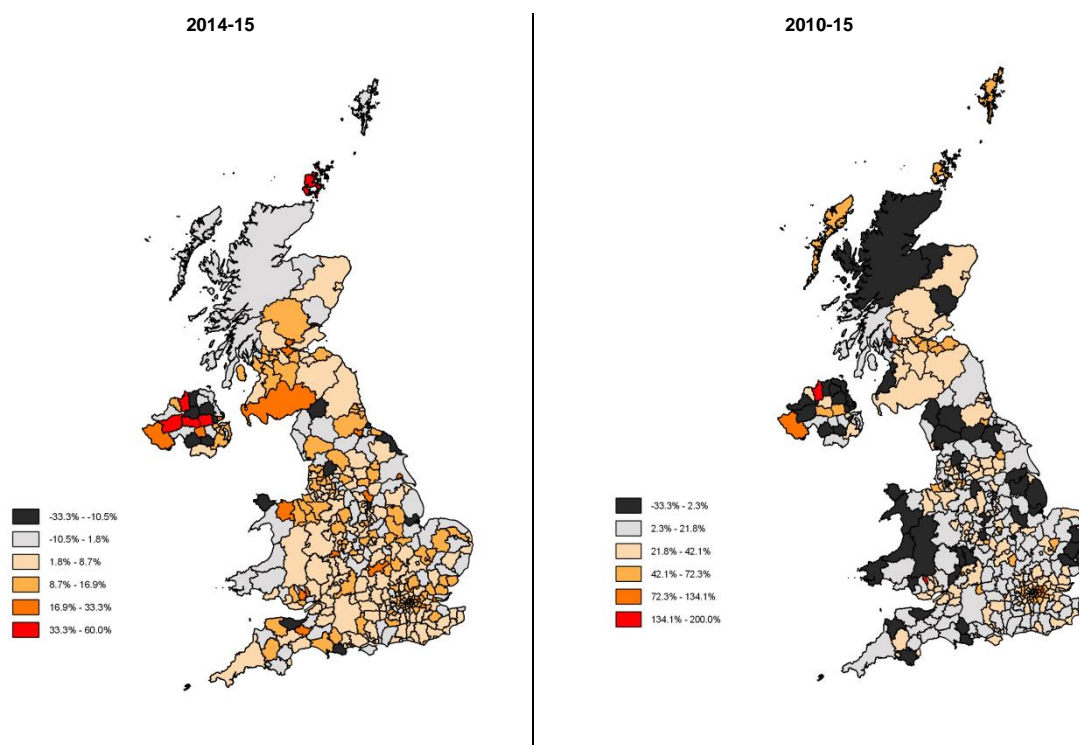 2014-15
-33.3% - -10.5%
-10.5% - 1.8%
1.8% - 8.7%
8.7% - 16.9%
16.9% - 33.3%
33.3% - 60.0%
2010-15
-33.3% - 2.3%
2.3% - 21.8%
21.8% - 42.1%
42.1% - 72.3%
72.3% - 134.1%
134.1% - 200.0%